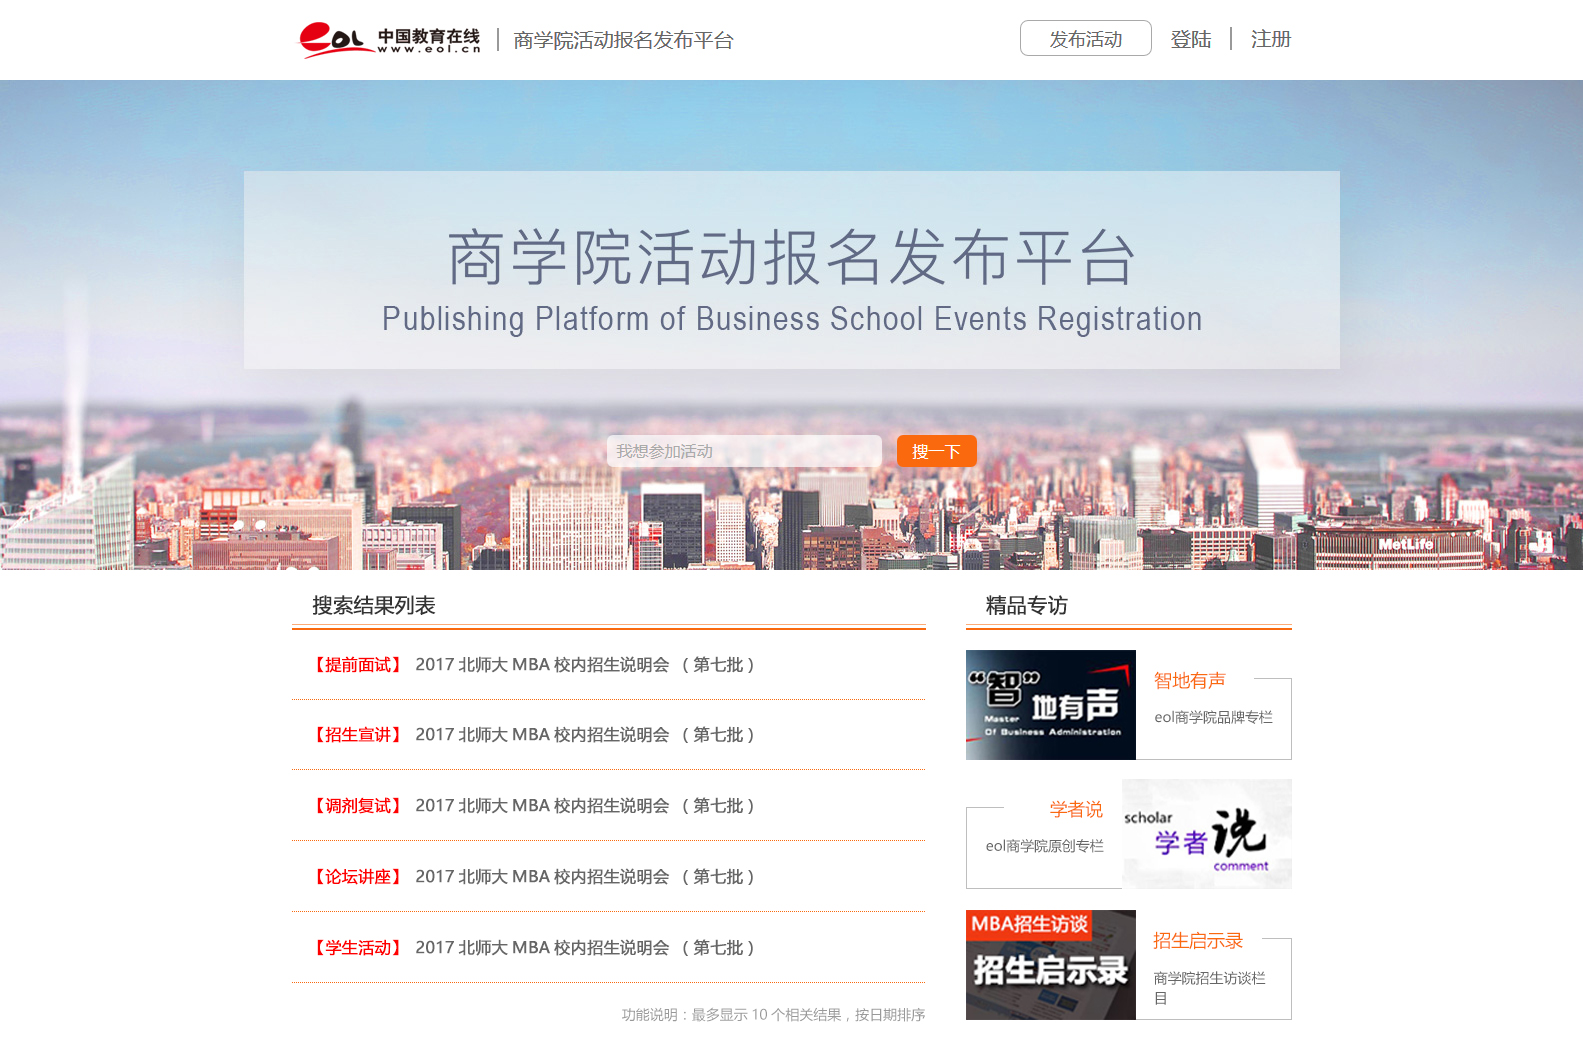 eoL 中国教育在线
www.eol.cn
商学院活动报名发布平台
发布活动 登陆 注册
商学院活动报名发布平台
Publishing Platform of Business School Events Registration
我想参加活动 搜一下
MetLife
搜索结果列表
【提前面试】 2017 北师大 MBA 校内招生说明会 （ 第七批 ）
【招生宣讲】 2017 北师大 MBA 校内招生说明会 （ 第七批 ）
【调剂复试】 2017 北师大 MBA 校内招生说明会 （ 第七批 ）
【论坛讲座】 2017 北师大 MBA 校内招生说明会 （ 第七批 ）
【学生活动】 2017 北师大 MBA 校内招生说明会 （ 第七批 ）
功能说明：最多显示 10 个相关结果，按日期排序
精品专访
“智”地有声
Master
Of Business Administration
智地有声
eol商学院品牌专栏
学者说
eol商学院原创专栏
scholar
学者说
comment
MBA招生访谈
招生启示录
招生启示录
商学院招生访谈栏
目